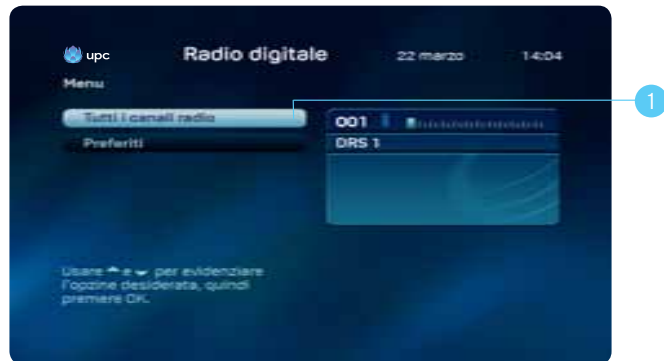 upc Radio digitale 22 marzo 14:04
Menu
Tutti i canali radio
Preferiti
001
DRS 1
Usare e per evidenziare
l'opzine desiderata, quindi
premere OK.
1